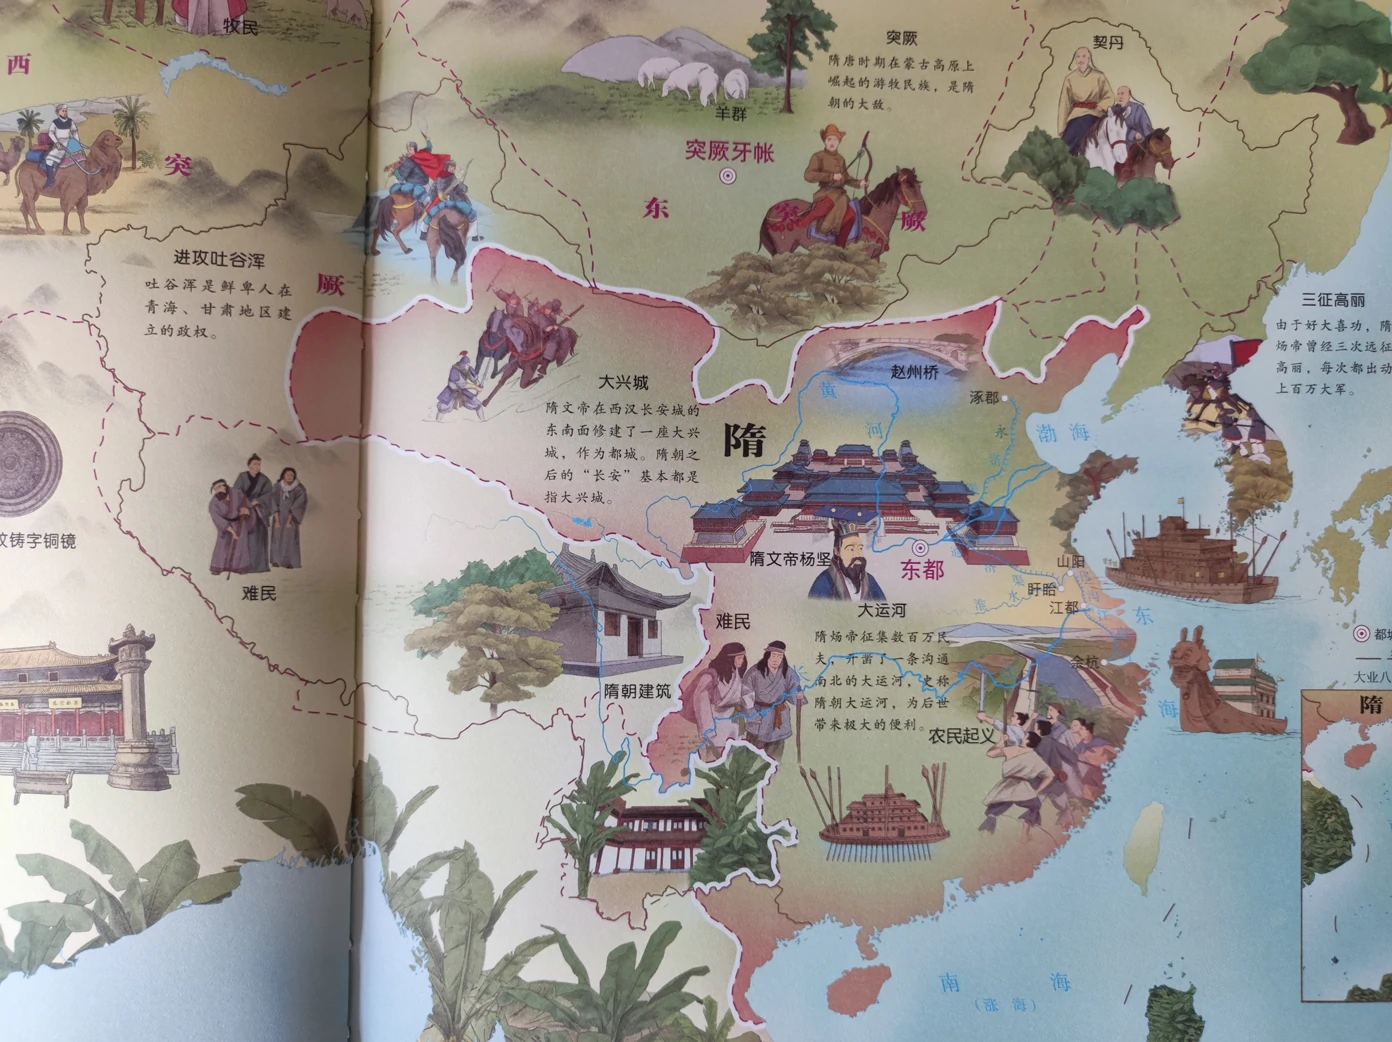 牧民
西
突
厥
进攻吐谷浑
吐谷浑是鲜卑人在
青海、甘肃地区建
立的政权。
纹铸字铜镜
难民
突厥
隋唐时期在蒙古高原上
崛起的游牧民族，是隋
朝的大敌。
羊群
突厥牙帐
东
突
厥
契丹
三征高丽
由于好大喜功，隋
炀帝曾经三次远征
高丽，每次都出动
上百万大军。
大兴城
隋文帝在西汉长安城的
东南面修建了一座大兴
城，作为都城。隋朝之
后的“长安”基本都是
指大兴城。
隋
赵州桥
涿郡
黄
河
永
渤海
隋文帝杨坚
东都
山阳
盱眙
江都
淮
水
渠
余杭
大运河
隋炀帝征集数百万民
夫，开凿了一条沟通
南北的大运河，史称
隋朝大运河，为后世
带来极大的便利。
难民
隋朝建筑
农民起义
东
海
南海
（涨海）
都城
大业八
隋